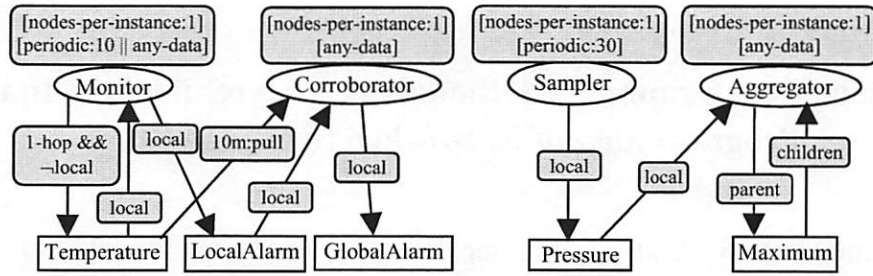 [nodes-per-instance:1] [nodes-per-instance:1] [nodes-per-instance:1] [nodes-per-instance:1]
[periodic:10 || any-data] [any-data] [periodic:30] [any-data]
Monitor Corroborator Sampler Aggregator
1-hop &&
¬local
local 10m:pull
local
local
local
local
local
local
children
parent
Temperature LocalAlarm GlobalAlarm Pressure Maximum